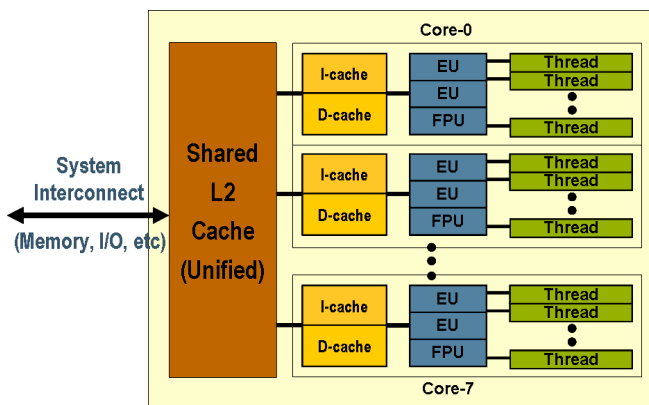 Core-0
I-cache
D-cache
EU
EU
FPU
Thread
Thread
Thread
System
Interconnect
(Memory, I/O, etc)
Shared
L2
Cache
(Unified)
I-cache
D-cache
EU
EU
FPU
Thread
Thread
Thread
I-cache
D-cache
EU
EU
FPU
Thread
Thread
Thread
Core-7